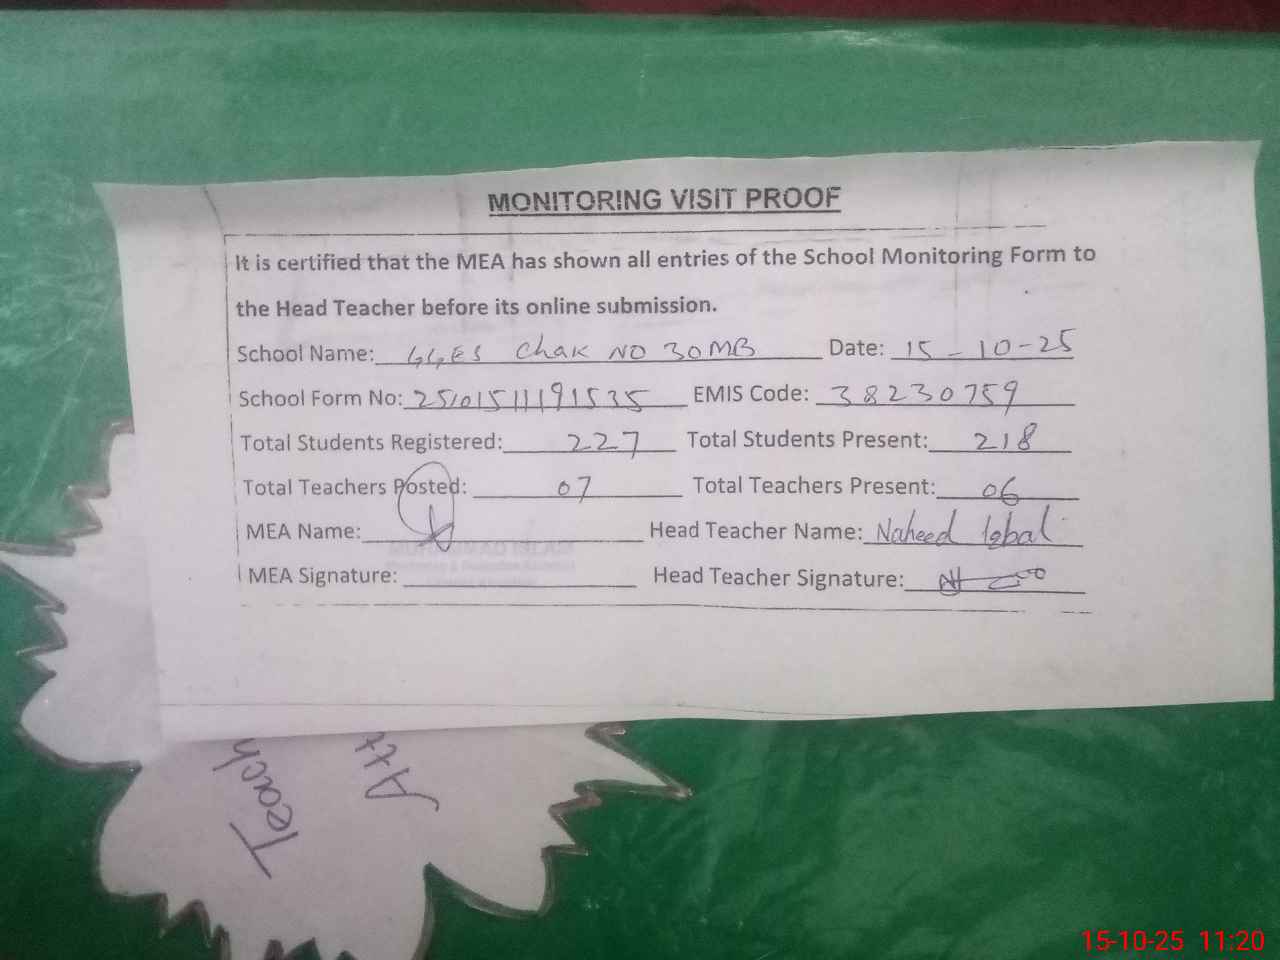 MONITORING VISIT PROOF
It is certified that the MEA has shown all entries of the School Monitoring Form to
the Head Teacher before its online submission.
School Name: GGES Chak NO 30MB Date: 15-10-25
School Form No: 25101511191535 EMIS Code: 38230759
Total Students Registered: 227 Total Students Present: 218
Total Teachers Posted: 07 Total Teachers Present: 06
MEA Name: Head Teacher Name: Naheed Iqbal
MUHAMMAD ISLAM
MEA Signature: Head Teacher Signature:
Teach
Att
15-10-25 11:20